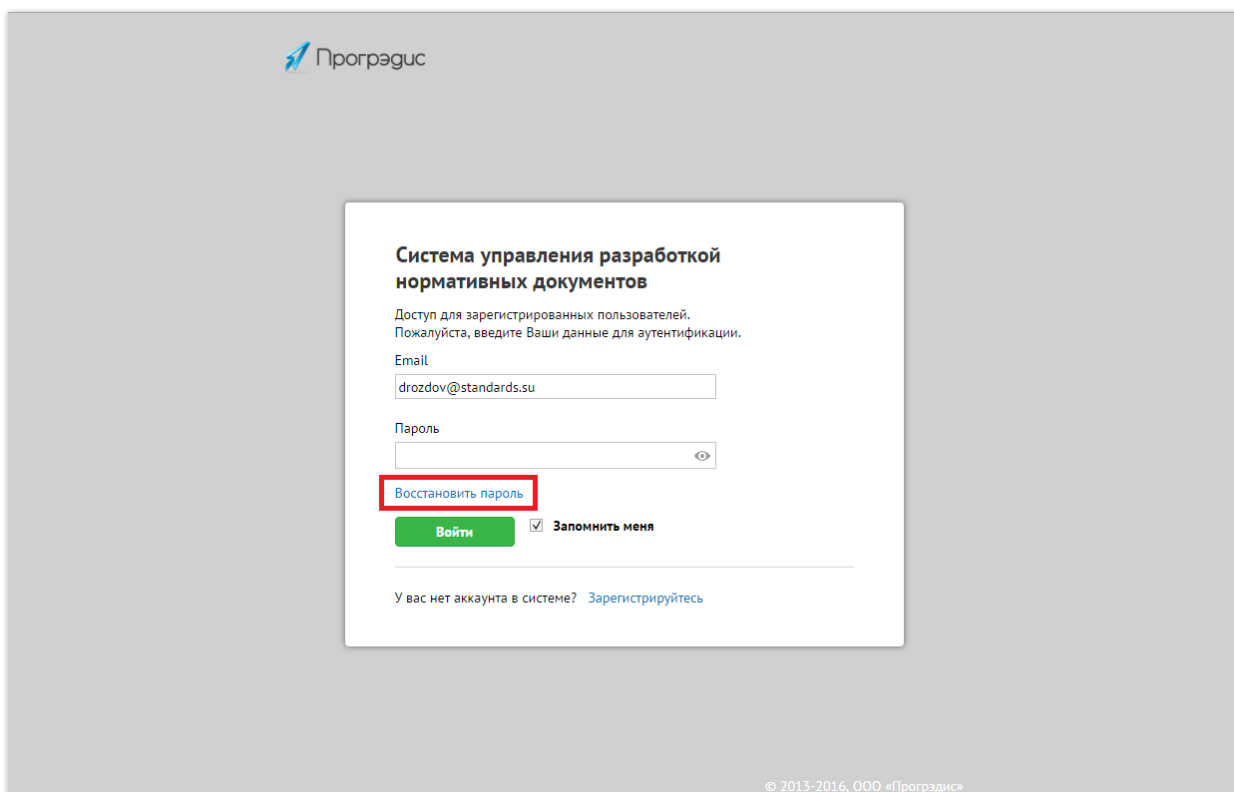 Прогрэдис
Система управления разработкой
нормативных документов
Доступ для зарегистрированных пользователей.
Пожалуйста, введите Ваши данные для аутентификации.
Email
drozdov@standards.su
Пароль
Восстановить пароль
Войти
Запомнить меня
У вас нет аккаунта в системе? Зарегистрируйтесь
© 2013-2016, ООО «Прогрэдис»